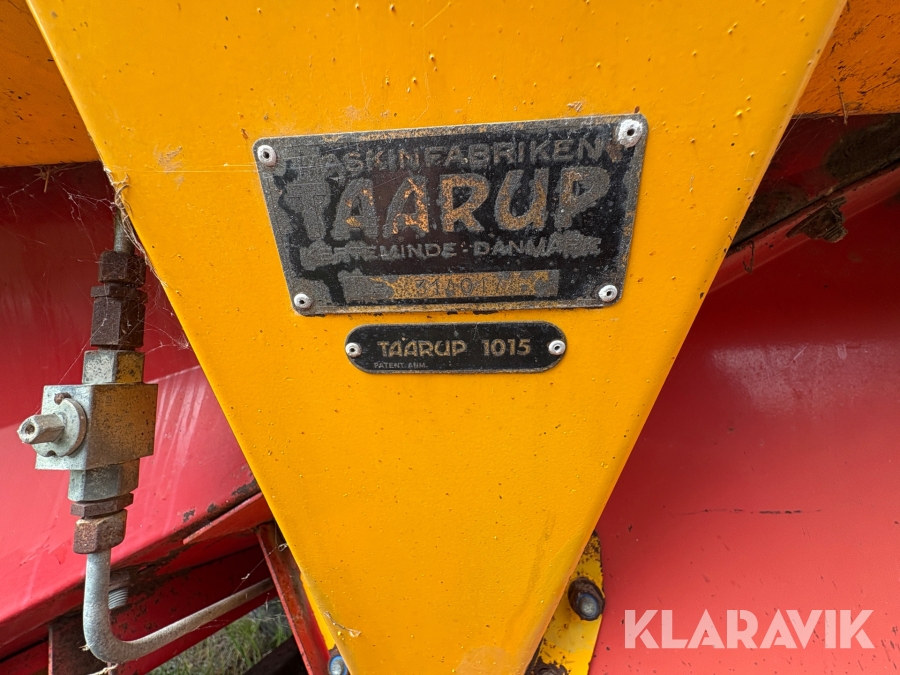 MASKINFABRIKEN
TAARUP
KERTEMINDE - DANMARK
TAARUP 1015
PATENT ANM.
KLARAVIK